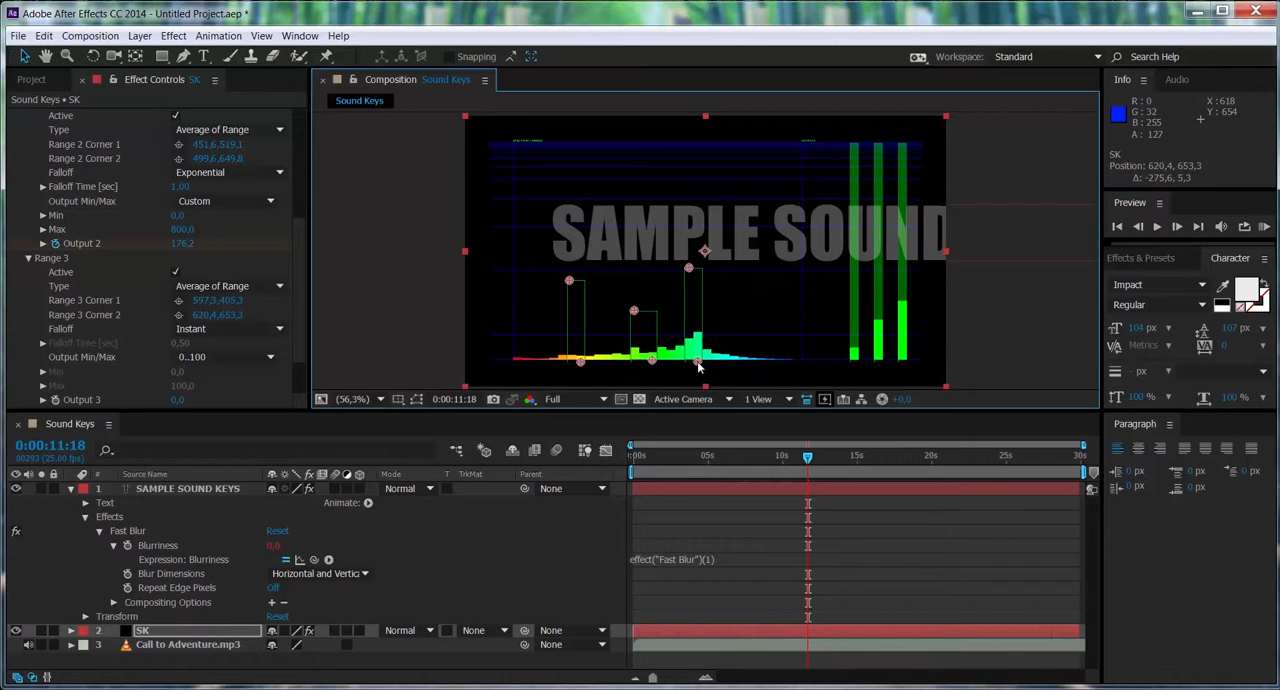 Adobe After Effects CC 2014 - Untitled Project.aep *
File Edit Composition Layer Effect Animation View Window Help
Snapping
Workspace: Standard
Search Help
Project
Effect Controls SK
Composition Sound Keys
Info
Audio
Sound Keys • SK
Sound Keys
Active
Type Average of Range
Range 2 Corner 1 451,6,519,1
Range 2 Corner 2 499,6,649,8
Falloff Exponential
Falloff Time [sec] 1,00
Output Min/Max Custom
Min 0,0
Max 800,0
Output 2 176,2
Range 3
Active
Type Average of Range
Range 3 Corner 1 597,3,405,3
Range 3 Corner 2 620,4,653,3
Falloff Instant
Falloff Time [sec] 0,50
Output Min/Max 0..100
Min 0,0
Max 100,0
Output 3 0,0
SAMPLE SOUND
(56,3%)
0:00:11:18
Full
Active Camera
1 View
+0,0
R: 0
G: 32
B: 255
A: 127
X: 618
Y: 654
SK
Position: 620,4, 653,3
Δ: -275,6, 5,3
Preview
Effects & Presets
Character
Impact
Regular
104 px
107 px
Metrics
0
- px
100 %
100 %
Paragraph
0 px
0 px
0 px
0 px
0 px
Sound Keys
0:00:11:18
00293 (25.00 fps)
:00s 05s 10s 15s 20s 25s 30s
# Source Name Mode T TrkMat Parent
1 T SAMPLE SOUND KEYS Normal None
Text Animate:
Effects
fx Fast Blur Reset
Blurriness 0,0
Expression: Blurriness effect("Fast Blur")(1)
Blur Dimensions Horizontal and Vertic
Repeat Edge Pixels Off
Compositing Options + −
Transform Reset
2 SK Normal None None
3 Call to Adventure.mp3 None